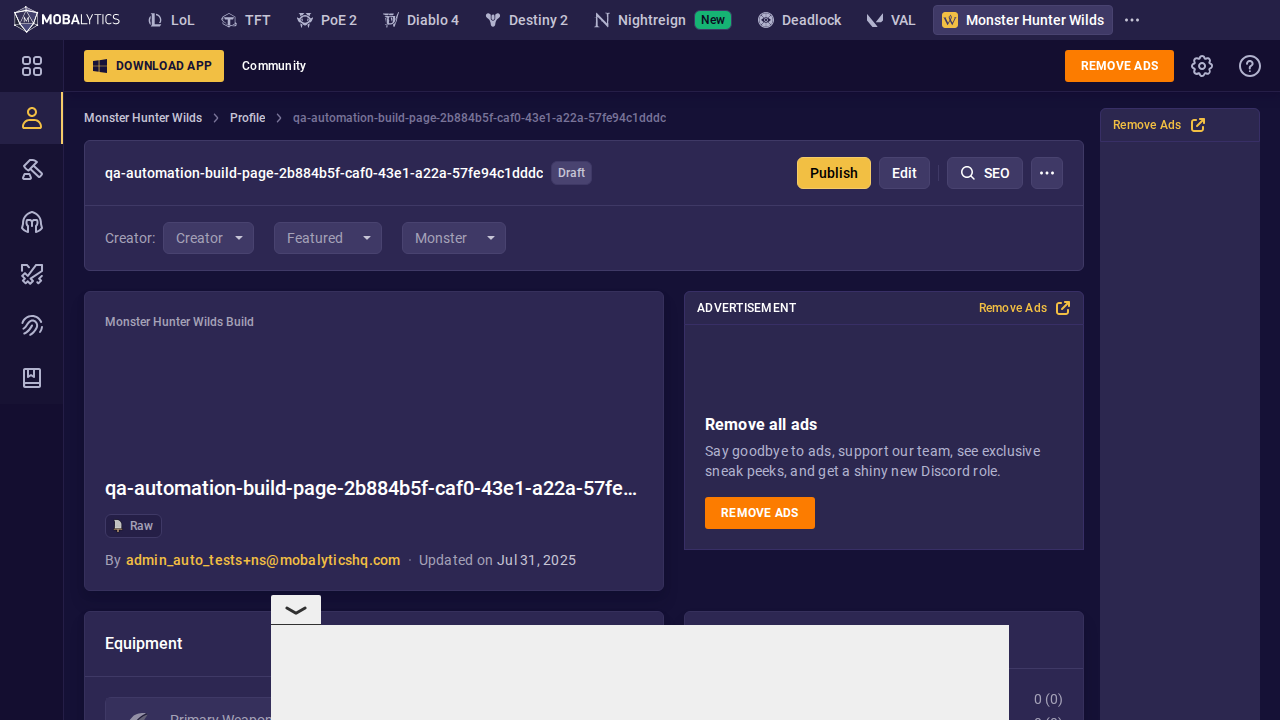 MOBALYTICS LoL TFT PoE 2 Diablo 4 Destiny 2 Nightreign New Deadlock VAL Monster Hunter Wilds
DOWNLOAD APP Community REMOVE ADS
Monster Hunter Wilds Profile qa-automation-build-page-2b884b5f-caf0-43e1-a22a-57fe94c1dddc
Remove Ads
qa-automation-build-page-2b884b5f-caf0-43e1-a22a-57fe94c1dddc Draft Publish Edit SEO
Creator: Creator Featured Monster
Monster Hunter Wilds Build
ADVERTISEMENT Remove Ads
Remove all ads
Say goodbye to ads, support our team, see exclusive
sneak peeks, and get a shiny new Discord role.
REMOVE ADS
qa-automation-build-page-2b884b5f-caf0-43e1-a22a-57fe...
Raw
By admin_auto_tests+ns@mobalyticshq.com · Updated on Jul 31, 2025
Equipment
0 (0)
Primary Weapon
0 (0)